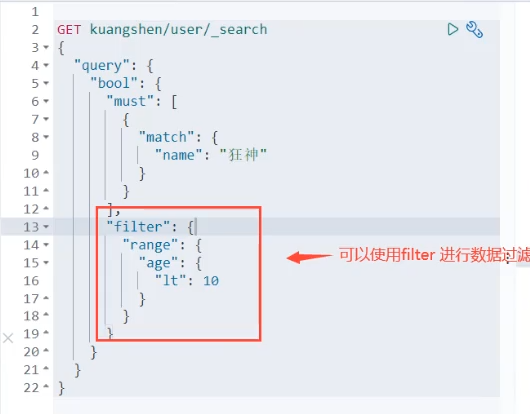 1
2 GET kuangshen/user/_search
3 {
4 "query": {
5 "bool": {
6 "must": [
7 {
8 "match": {
9 "name": "狂神"
10 }
11 }
12 ],
13 "filter": {
14 "range": { 可以使用filter 进行数据过滤
15 "age": {
16 "lt": 10
17 }
18 }
19 }
20 }
21 }
22 }